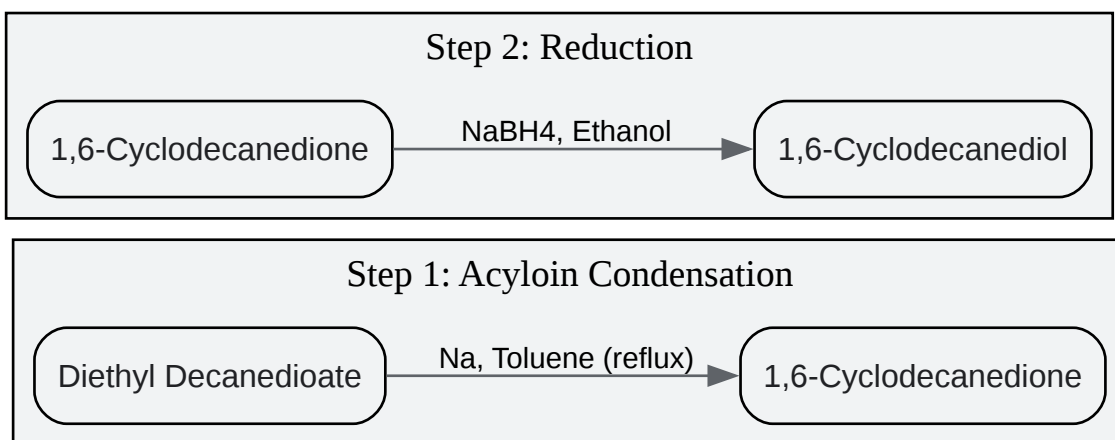 Step 2: Reduction
1,6-Cyclodecanedione
NaBH4, Ethanol
1,6-Cyclodecanediol
Step 1: Acyloin Condensation
Diethyl Decanedioate
Na, Toluene (reflux)
1,6-Cyclodecanedione